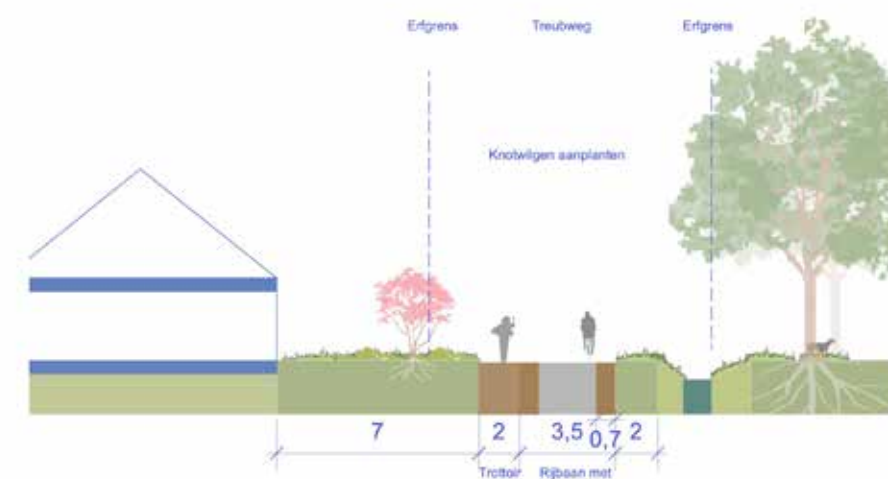 Erfgrens Treubweg Erfgrens
Knotwilgen aanplanten
7 2 3,5 0,7 2
Trottoir Rijbaan met